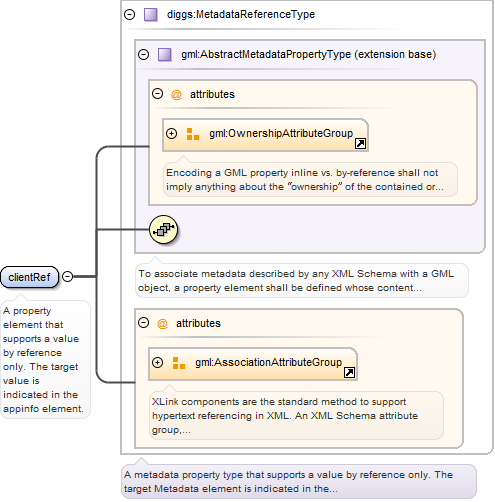 diggs:MetadataReferenceType
gml:AbstractMetadataPropertyType (extension base)
@ attributes
gml:OwnershipAttributeGroup
Encoding a GML property inline vs. by-reference shall not
imply anything about the “ownership” of the contained or...
To associate metadata described by any XML Schema with a GML
object, a property element shall be defined whose content...
clientRef
A property
element that
supports a value
by reference
only. The target
value is
indicated in the
appinfo element.
@ attributes
gml:AssociationAttributeGroup
XLink components are the standard method to support
hypertext referencing in XML. An XML Schema attribute
group,...
A metadata property type that supports a value by reference only. The
target Metadata element is indicated in the...